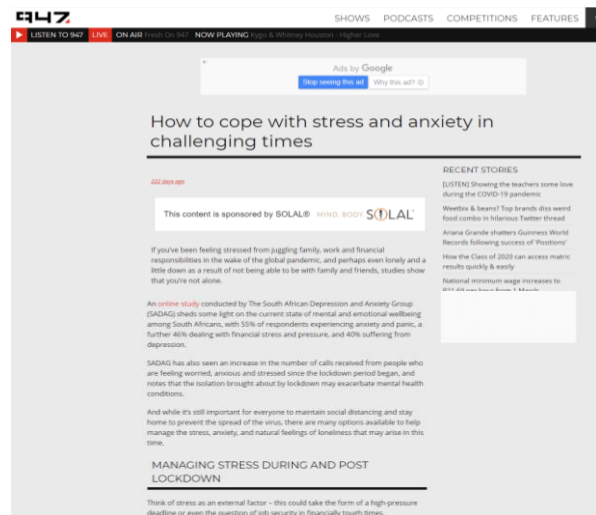 947.
SHOWS PODCASTS COMPETITIONS FEATURES
LISTEN TO 947 LIVE ON AIR Fresh On 947 NOW PLAYING Kygo & Whitney Houston : Higher Love
Ads by Google
Stop seeing this ad Why this ad?
How to cope with stress and anxiety in
challenging times
222 days ago
This content is sponsored by SOLAL® MIND. BODY. SOLAL
If you've been feeling stressed from juggling family, work and financial
responsibilities in the wake of the global pandemic, and perhaps even lonely and a
little down as a result of not being able to be with family and friends, studies show
that you're not alone.
An online study conducted by The South African Depression and Anxiety Group
(SADAG) sheds some light on the current state of mental and emotional wellbeing
among South Africans, with 55% of respondents experiencing anxiety and panic, a
further 46% dealing with financial stress and pressure, and 40% suffering from
depression.
SADAG has also seen an increase in the number of calls received from people who
are feeling worried, anxious and stressed since the lockdown period began, and
notes that the isolation brought about by lockdown may exacerbate mental health
conditions.
And while it's still important for everyone to maintain social distancing and stay
home to prevent the spread of the virus, there are many options available to help
manage the stress, anxiety, and natural feelings of loneliness that may arise in this
time.
MANAGING STRESS DURING AND POST
LOCKDOWN
Think of stress as an external factor – this could take the form of a high-pressure
deadline or even the question of job security in financially tough times.
RECENT STORIES
[LISTEN] Showing the teachers some love
during the COVID-19 pandemic
Weetbix & beans? Top brands diss weird
food combo in hilarious Twitter thread
Ariana Grande shatters Guinness World
Records following success of 'Positions'
How the Class of 2020 can access matric
results quickly & easily
National minimum wage increases to
R21.69 per hour from 1 March